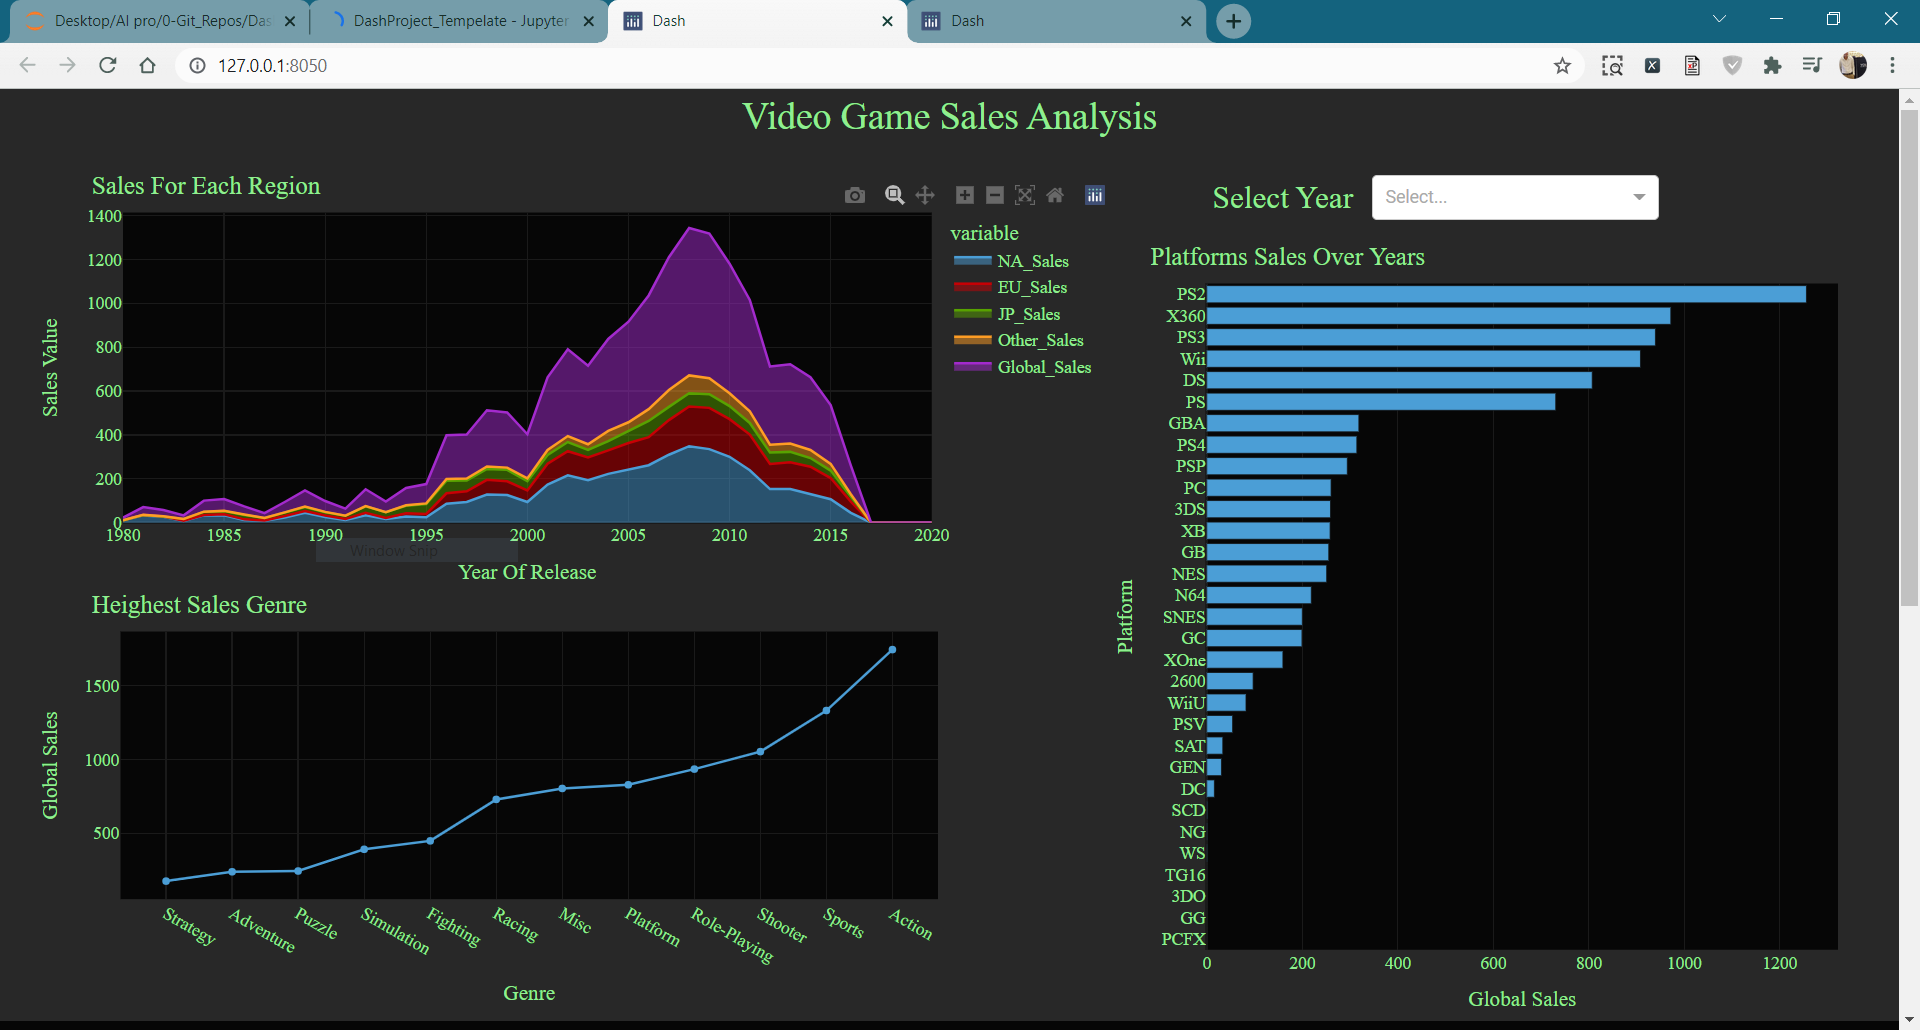 Desktop/AI pro/0-Git_Repos/Das
DashProject_Tempelate - Jupyter
Dash
Dash
127.0.0.1:8050
Video Game Sales Analysis
Sales For Each Region
1400
1200
1000
800
600
400
200
0
Sales Value
1980 1985 1990 1995 2000 2005 2010 2015 2020
Window Snip
Year Of Release
variable
NA_Sales
EU_Sales
JP_Sales
Other_Sales
Global_Sales
Heighest Sales Genre
1500
1000
500
Global Sales
Strategy Adventure Puzzle Simulation Fighting Racing Misc Platform Role-Playing Shooter Sports Action
Genre
Select Year
Select...
Platforms Sales Over Years
PS2
X360
PS3
Wii
DS
PS
GBA
PS4
PSP
PC
3DS
XB
GB
NES
N64
SNES
GC
XOne
2600
WiiU
PSV
SAT
GEN
DC
SCD
NG
WS
TG16
3DO
GG
PCFX
Platform
0 200 400 600 800 1000 1200
Global Sales